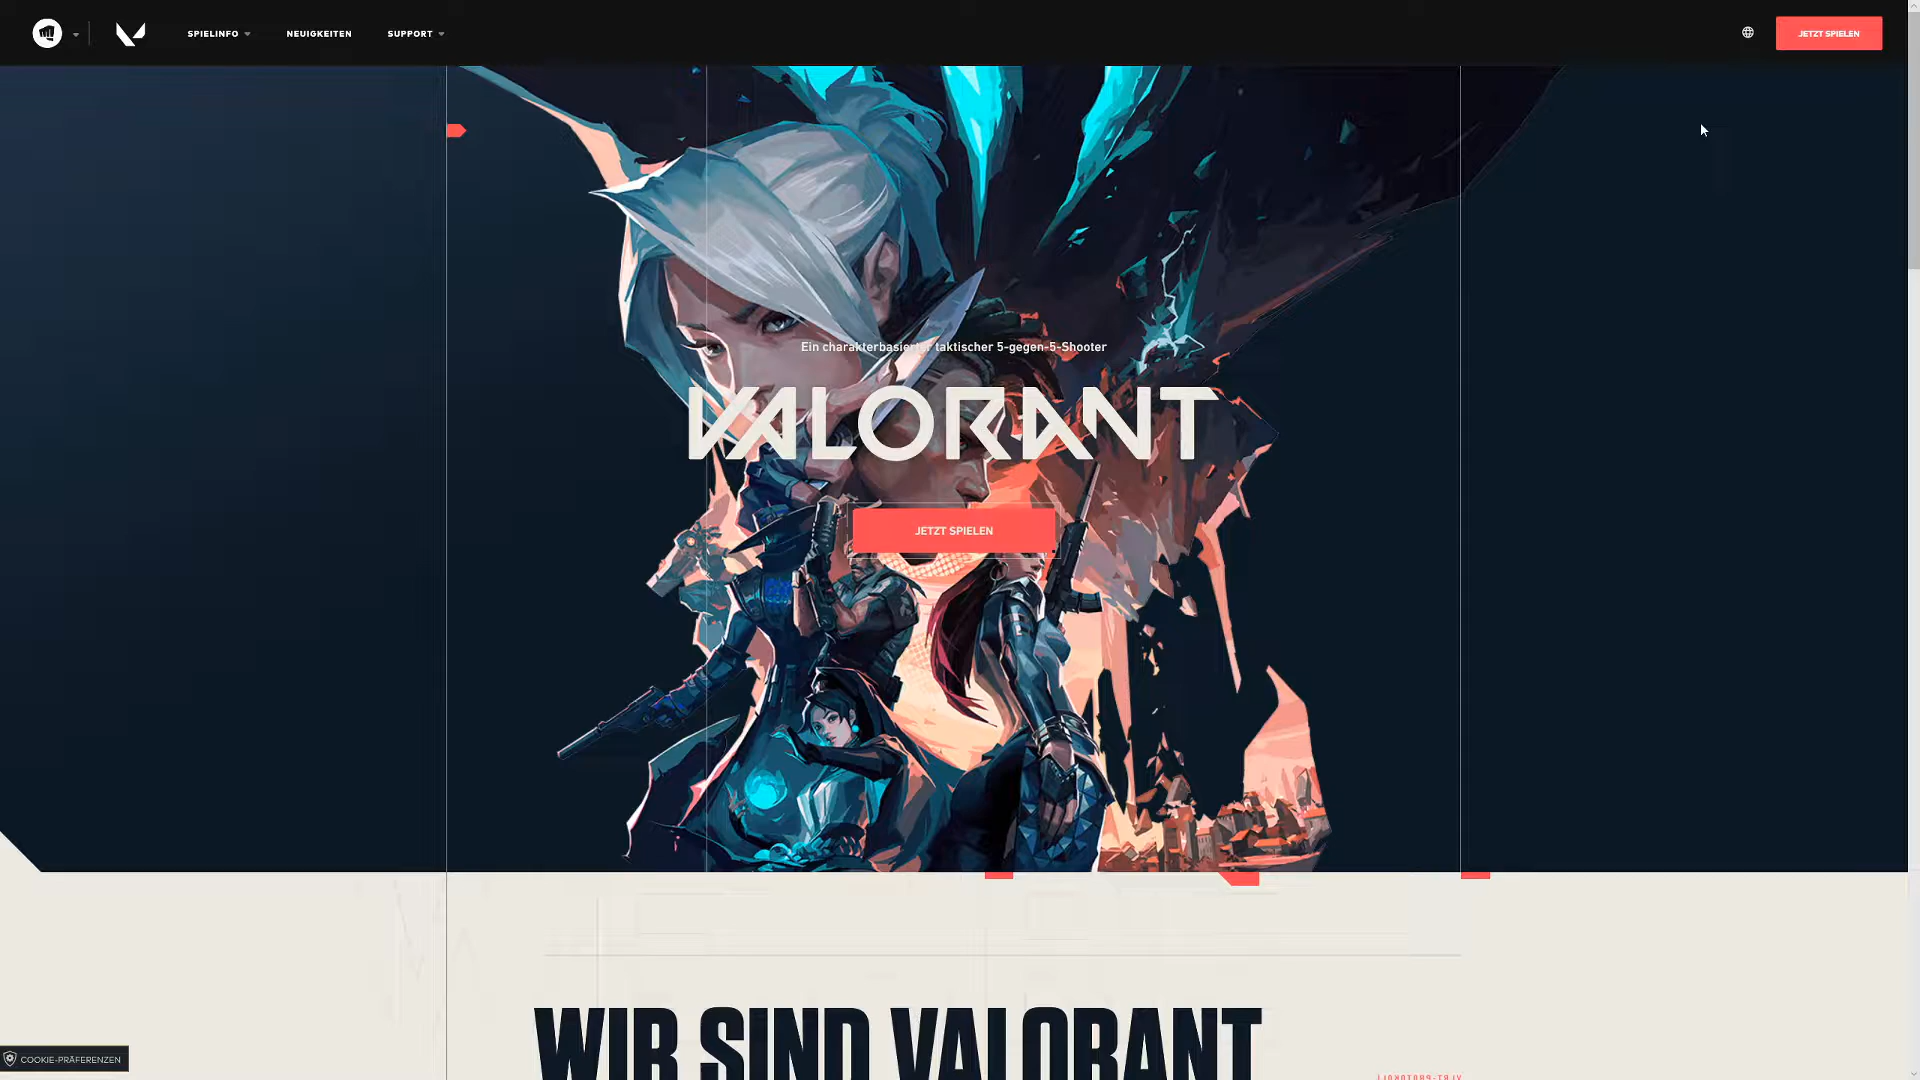 SPIELINFO
NEUIGKEITEN
SUPPORT
JETZT SPIELEN
Ein charakterbasierter taktischer 5-gegen-5-Shooter
VALORANT
JETZT SPIELEN
WIR SIND VALORANT
COOKIE-PRÄFERENZEN